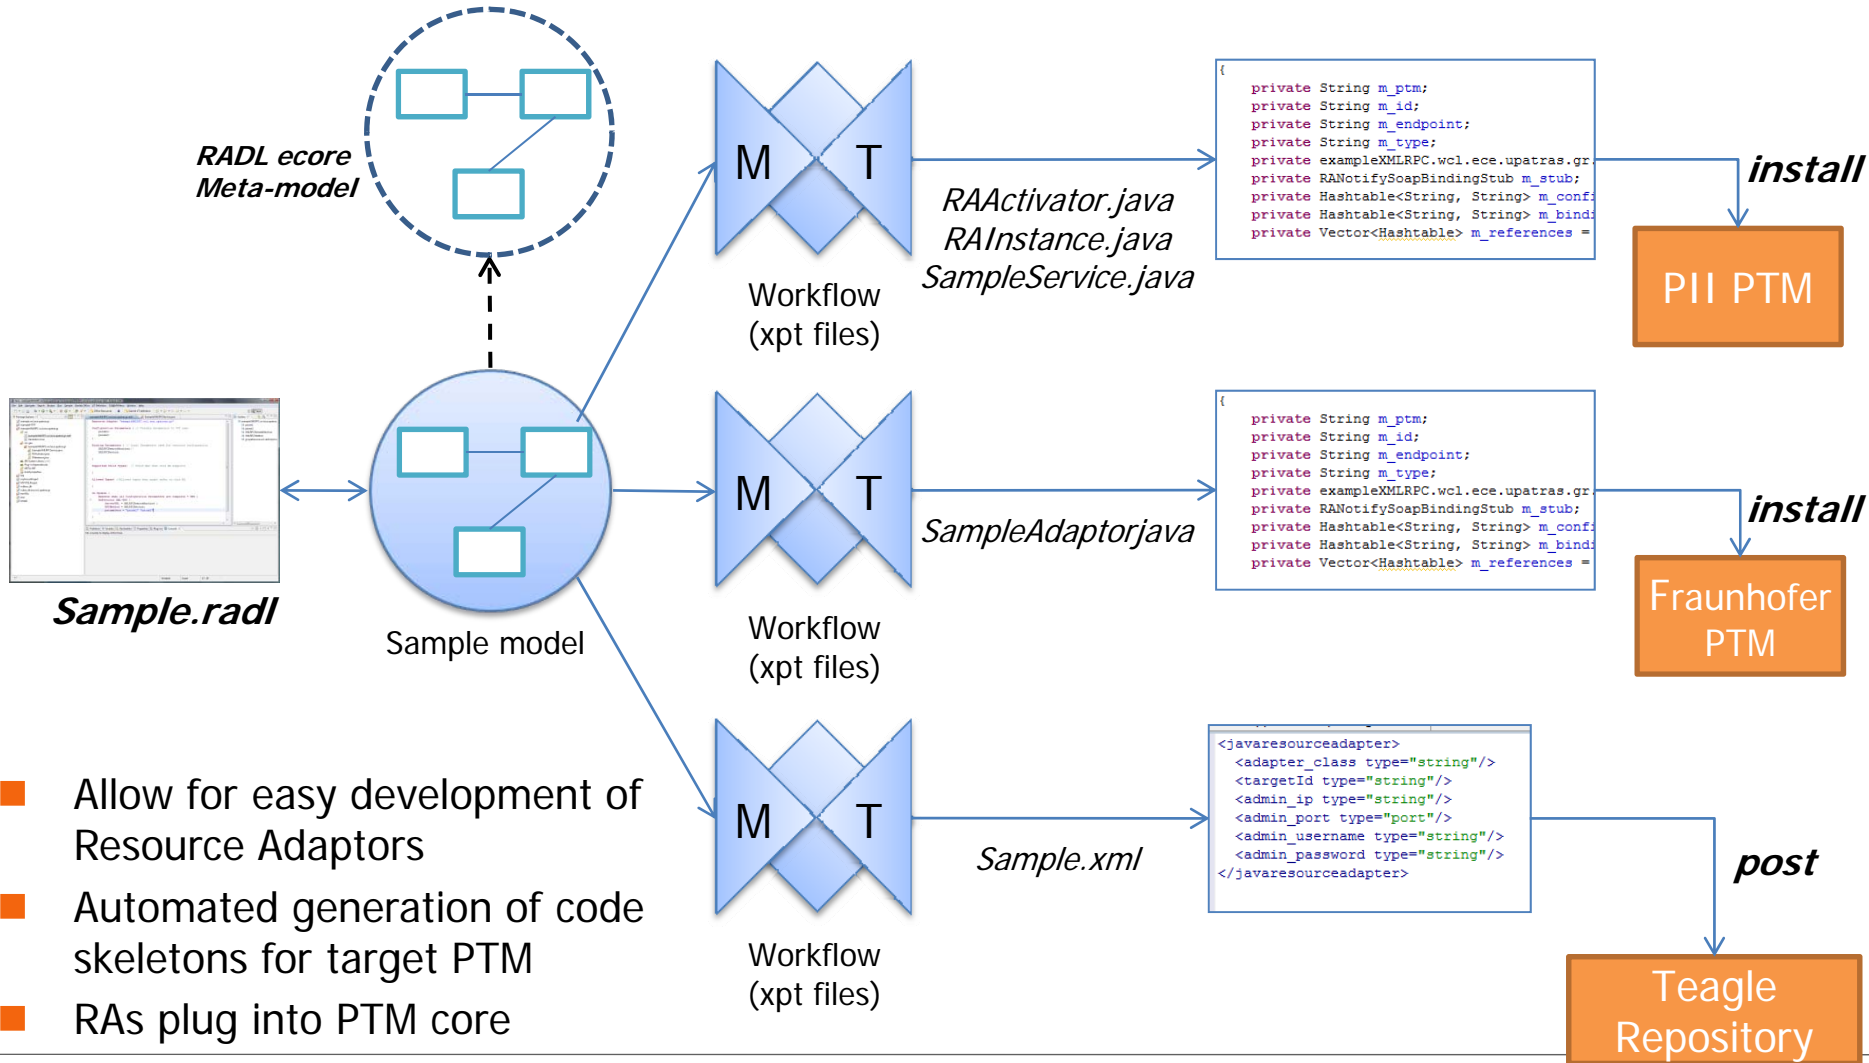 RADL ecore
Meta-model
Sample.radl
Sample model
M T
Workflow
(xpt files)
RAActivator.java
RAInstance.java
SampleService.java
{
private String m_ptm;
private String m_id;
private String m_endpoint;
private String m_type;
private exampleXMLRPC.wcl.ece.upatras.gr.
private RANotifySoapBindingStub m_stub;
private Hashtable<String, String> m_confi
private Hashtable<String, String> m_bindi
private Vector<Hashtable> m_references =
install
PII PTM
M T
Workflow
(xpt files)
SampleAdaptorjava
{
private String m_ptm;
private String m_id;
private String m_endpoint;
private String m_type;
private exampleXMLRPC.wcl.ece.upatras.gr.
private RANotifySoapBindingStub m_stub;
private Hashtable<String, String> m_confi
private Hashtable<String, String> m_bindi
private Vector<Hashtable> m_references =
install
Fraunhofer
PTM
M T
Workflow
(xpt files)
Sample.xml
<javaresourceadapter>
<adapter_class type="string"/>
<targetId type="string"/>
<admin_ip type="string"/>
<admin_port type="port"/>
<admin_username type="string"/>
<admin_password type="string"/>
</javaresourceadapter>
post
Teagle
Repository
Allow for easy development of
Resource Adaptors
Automated generation of code
skeletons for target PTM
RAs plug into PTM core